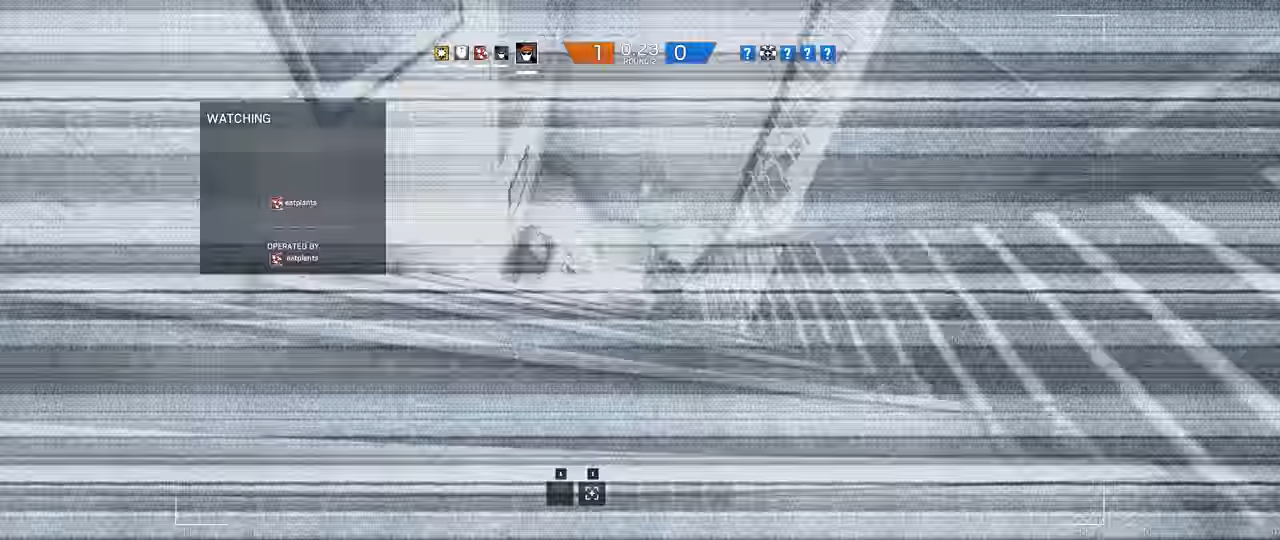 1 0:23 0
ROUND 2
? ? ? ?
WATCHING
eatplants
OPERATED BY
eatplants